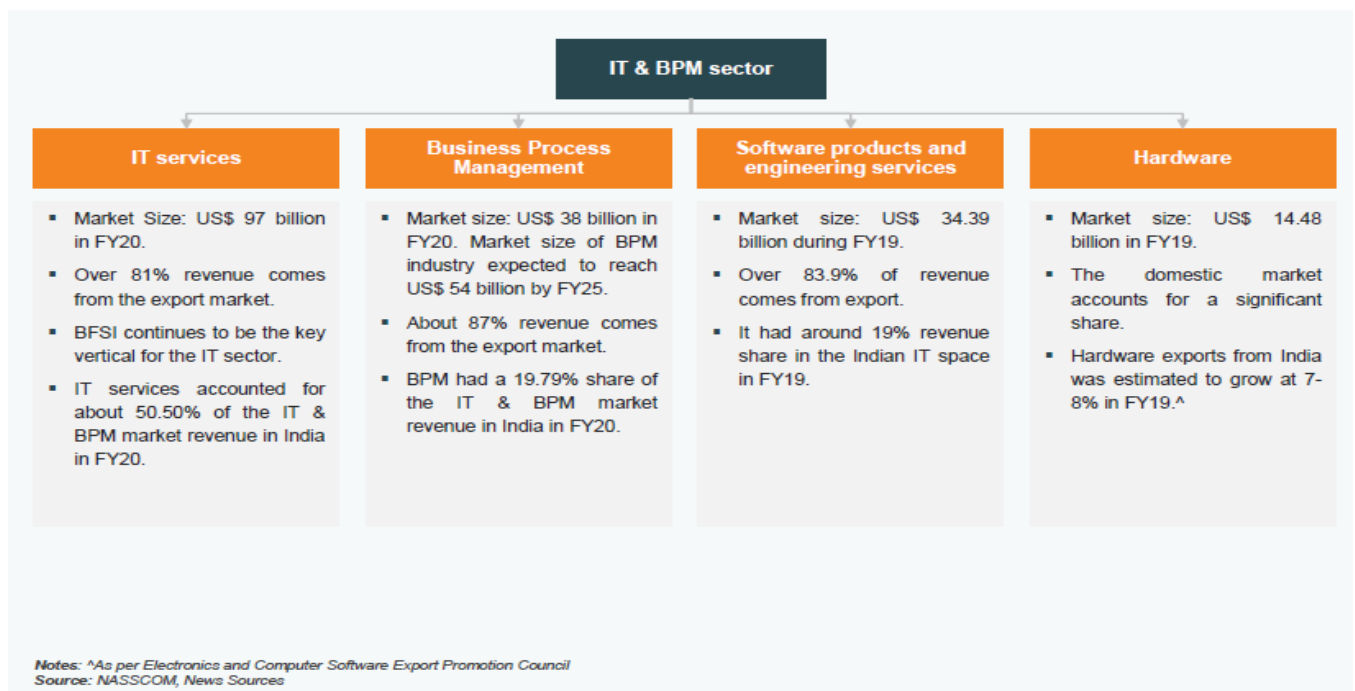 IT & BPM sector
IT services
Market Size: US$ 97 billion
in FY20.
Over 81% revenue comes
from the export market.
BFSI continues to be the key
vertical for the IT sector.
IT services accounted for
about 50.50% of the IT &
BPM market revenue in India
in FY20.
Business Process
Management
Market size: US$ 38 billion in
FY20. Market size of BPM
industry expected to reach
US$ 54 billion by FY25.
About 87% revenue comes
from the export market.
BPM had a 19.79% share of
the IT & BPM market
revenue in India in FY20.
Software products and
engineering services
Market size: US$ 34.39
billion during FY19.
Over 83.9% of revenue
comes from export.
It had around 19% revenue
share in the Indian IT space
in FY19.
Hardware
Market size: US$ 14.48
billion in FY19.
The domestic market
accounts for a significant
share.
Hardware exports from India
was estimated to grow at 7-
8% in FY19.^
Notes: ^As per Electronics and Computer Software Export Promotion Council
Source: NASSCOM, News Sources